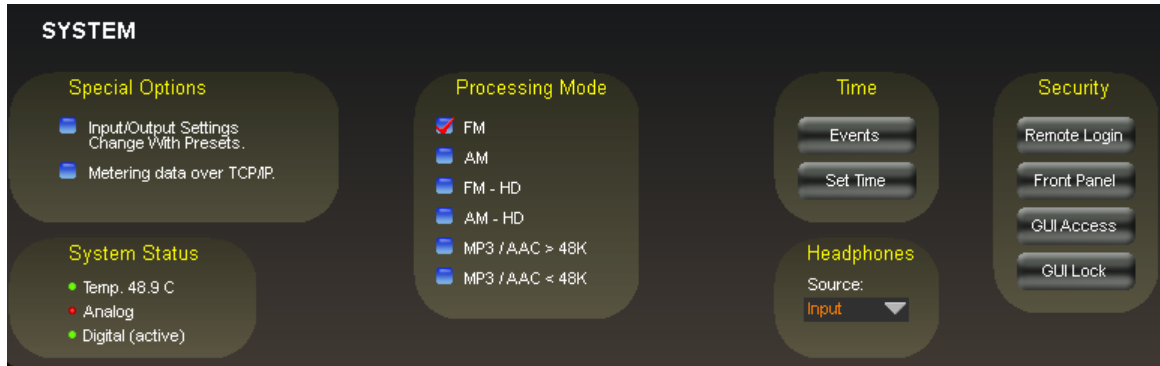 SYSTEM
Special Options
Input/Output Settings
Change With Presets.
Metering data over TCP/IP.
System Status
Temp. 48.9 C
Analog
Digital (active)
Processing Mode
FM
AM
FM - HD
AM - HD
MP3 / AAC > 48K
MP3 / AAC < 48K
Time
Events
Set Time
Headphones
Source:
Input
Security
Remote Login
Front Panel
GUI Access
GUI Lock